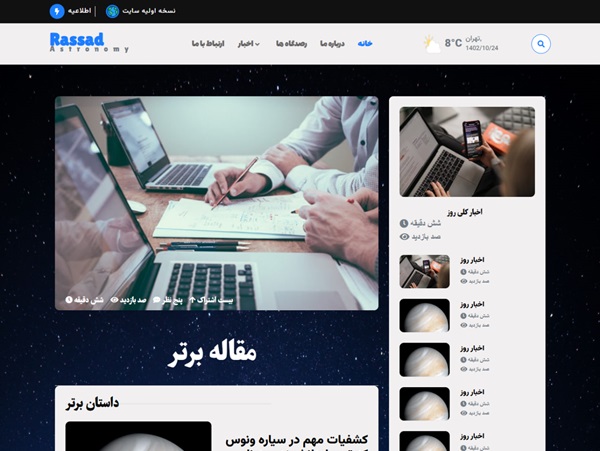 نسخه اولیه سایت
اطلاعیه
Rassad
Astronomy
خانه
درباره ما
رصدگاه ها
اخبار
ارتباط با ما
8°C
تهران,
1402/10/24
بیست اشتراک
پنج نظر
صد بازدید
شش دقیقه
مقاله برتر
داستان برتر
کشفیات مهم در سیاره ونوس
اخبار کلی روز
شش دقیقه
صد بازدید
اخبار روز
شش دقیقه
صد بازدید
اخبار روز
شش دقیقه
صد بازدید
اخبار روز
شش دقیقه
صد بازدید
اخبار روز
شش دقیقه
صد بازدید
اخبار روز
شش دقیقه